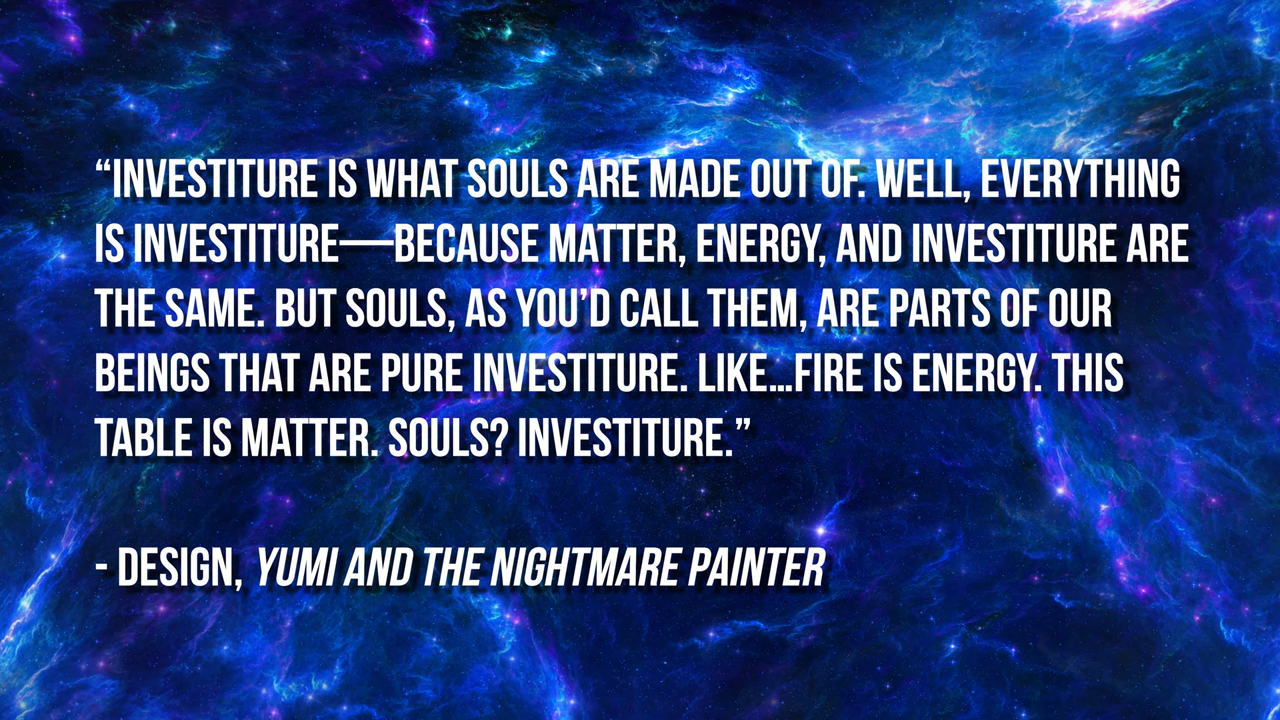 “INVESTITURE IS WHAT SOULS ARE MADE OUT OF. WELL, EVERYTHING
IS INVESTITURE—BECAUSE MATTER, ENERGY, AND INVESTITURE ARE
THE SAME. BUT SOULS, AS YOU’D CALL THEM, ARE PARTS OF OUR
BEINGS THAT ARE PURE INVESTITURE. LIKE…FIRE IS ENERGY. THIS
TABLE IS MATTER. SOULS? INVESTITURE.”
- DESIGN, YUMI AND THE NIGHTMARE PAINTER